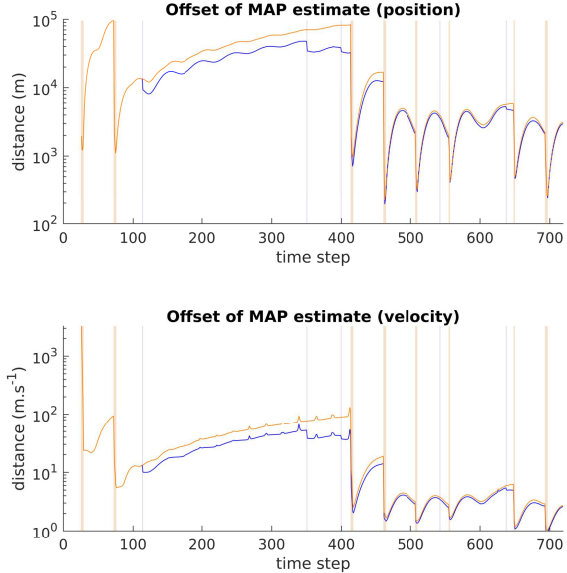 Offset of MAP estimate (position)
distance (m)
10^5
10^4
10^3
10^2
0 100 200 300 400 500 600 700
time step
Offset of MAP estimate (velocity)
distance (m.s^-1)
10^3
10^2
10^1
10^0
0 100 200 300 400 500 600 700
time step